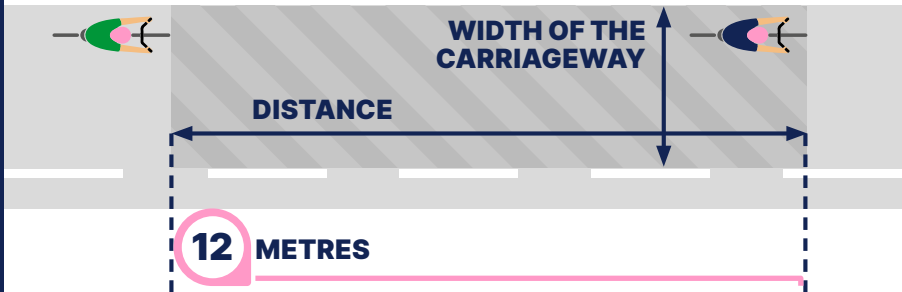 WIDTH OF THE
CARRIAGEWAY
DISTANCE
12 METRES